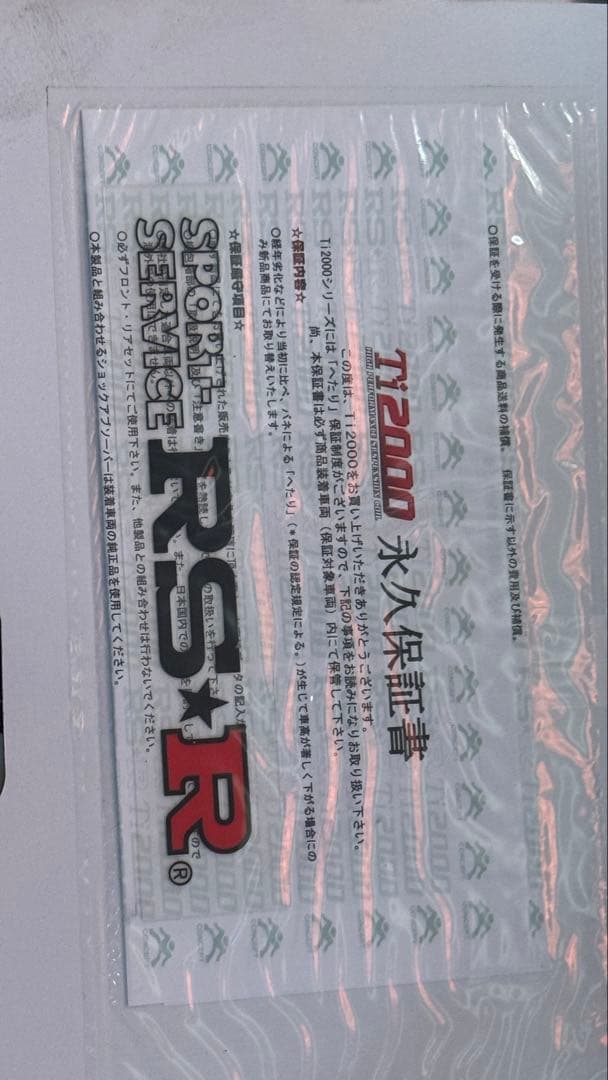 ○保証を受ける際に発生する商品送料の補償、保証書に示す以外の費用及び補償。
Ti2000 永久保証書
HIGH PERFORMANCE SUSPENSION COIL
この度は、Ti2000をお買い上げいただきありがとうございます。
Ti2000シリーズには「へたり」保証制度がございますので、下記の事項をお読みになりお取り扱い下さい。
尚、本保証書は必ず商品装着車両（保証対象車両）内にて保管して下さい。
☆保証内容☆
○経年劣化などにより当初に比べ、バネによる「へたり」（＊保証の認定規定による。）が生じて車高が著しく下がる場合にの
み新品商品にてお取り替えいたします。
☆保証厳守項目☆
SPORT
SERVICE
RS★R®
○必ずフロント・リアセットにてご使用下さい、また、他製品との組み合わせは行わないでください。
○本製品と組み合わせるショックアブソーバーは装着車両の純正品を使用してください。